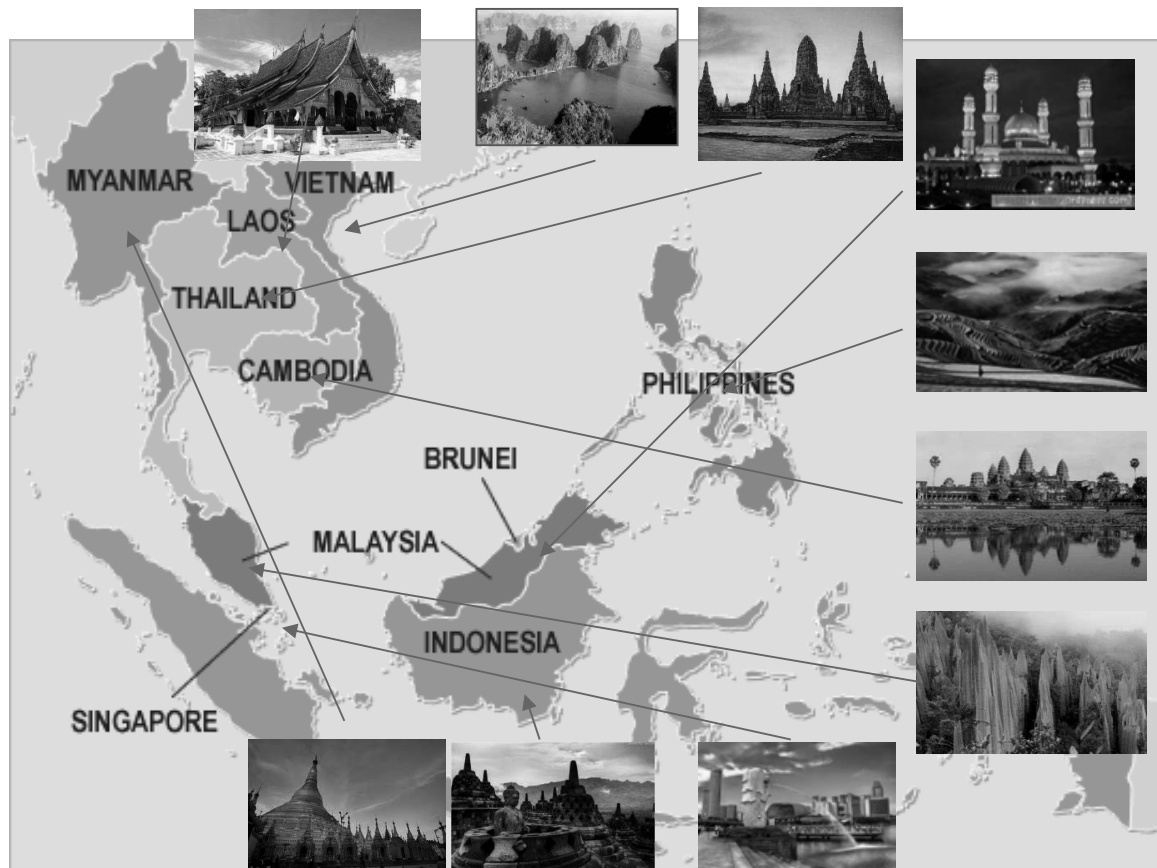 MYANMAR
VIETNAM
LAOS
THAILAND
CAMBODIA
PHILIPPINES
BRUNEI
MALAYSIA
INDONESIA
SINGAPORE